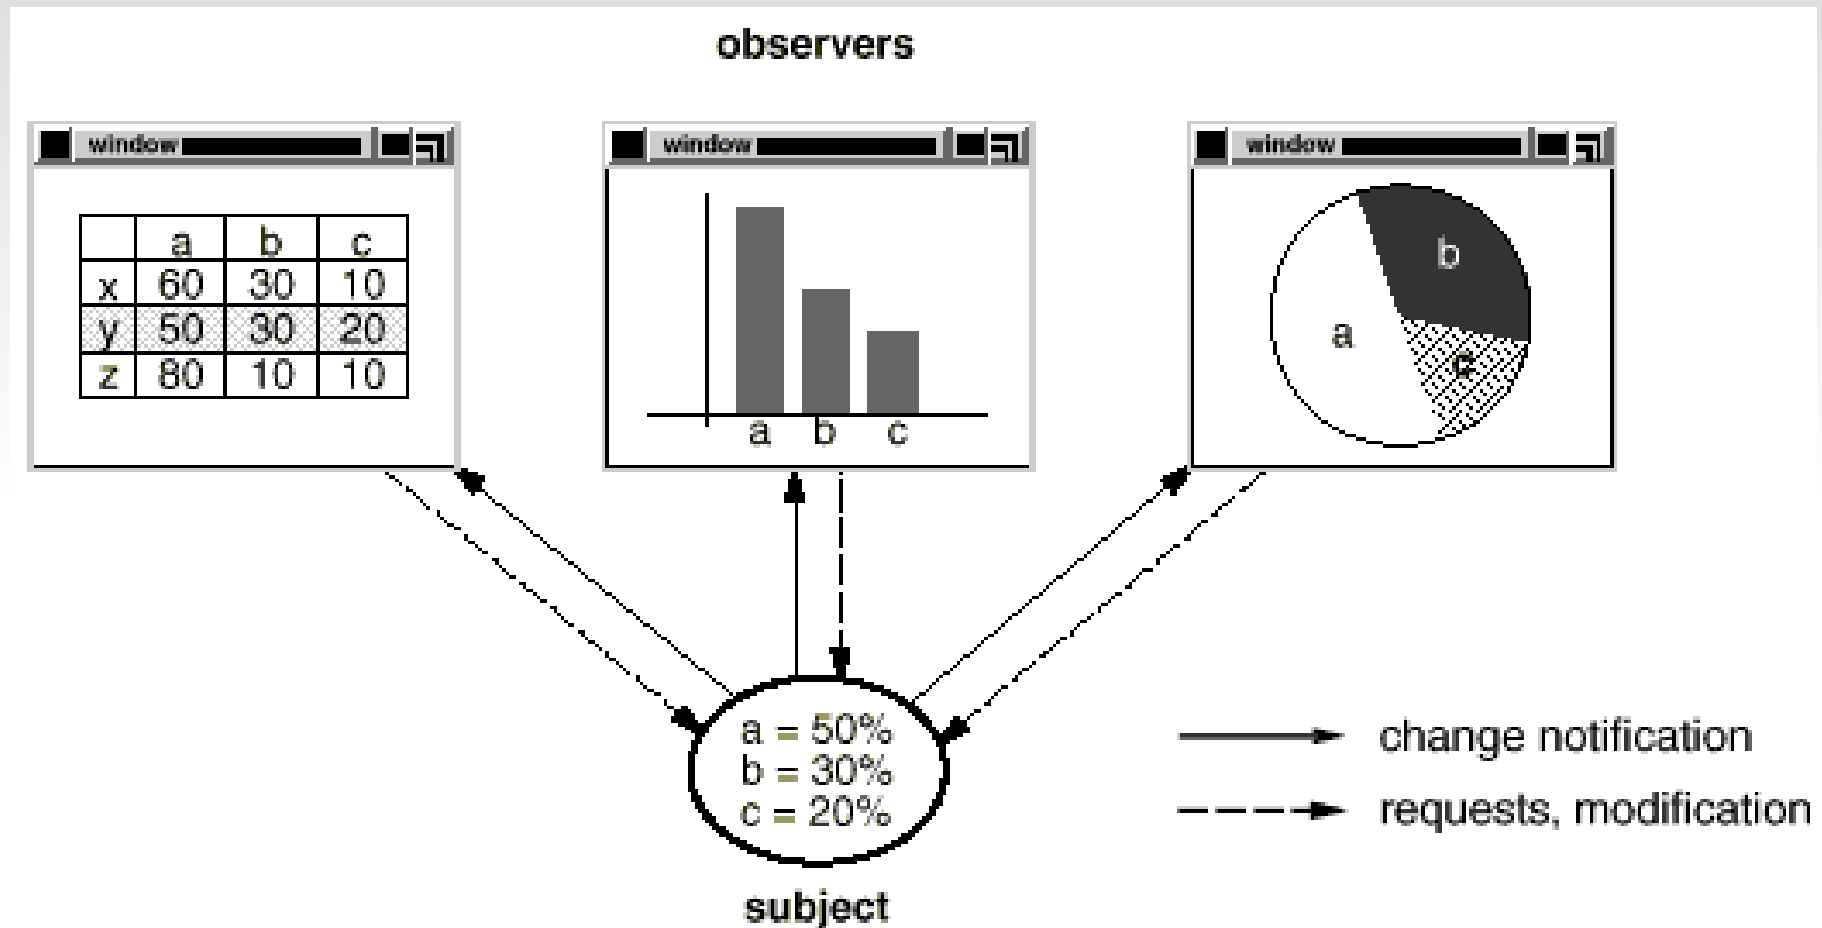 observers
window
a b c
x 60 30 10
y 50 30 20
z 80 10 10
window
a b c
window
b
a
c
a = 50%
b = 30%
c = 20%
subject
change notification
requests, modification